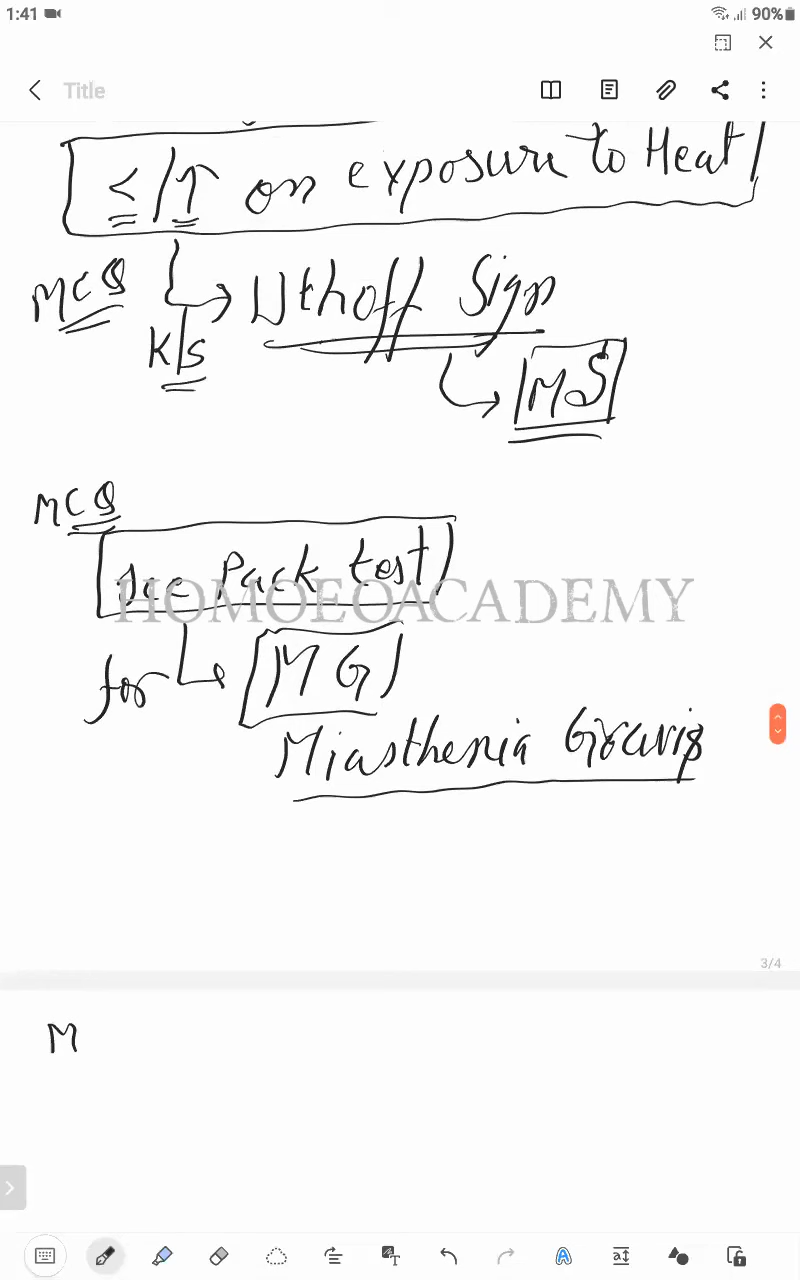 1:41 90%
Title
</ ↑ on exposure to Heat
MCQ
K/S
Uthoff Sign
MS
MCQ
Ice Pack test
HOMOEOACADEMY
for MG
Miasthenia Gravis
3/4
M